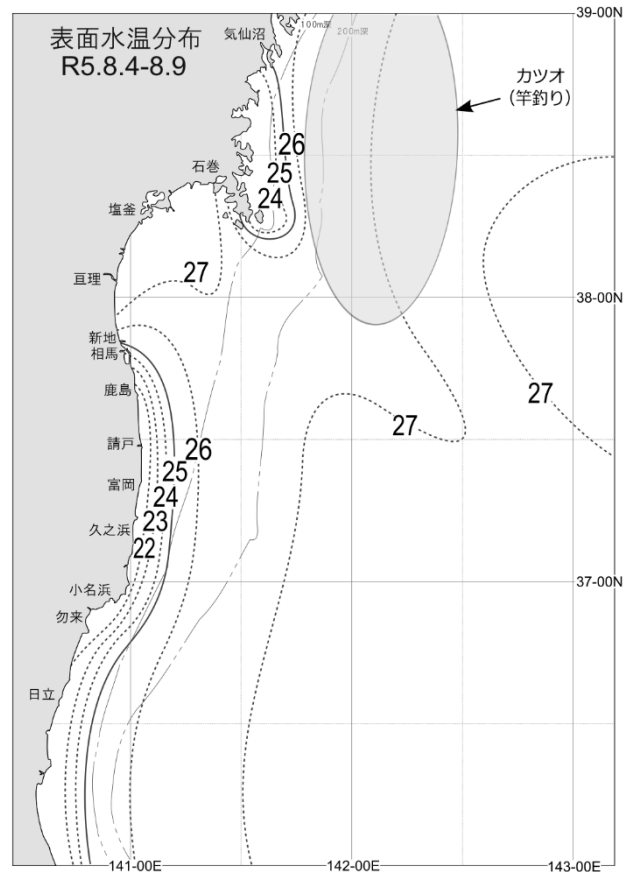 表面水温分布
R5.8.4-8.9
39-00N
気仙沼
100m深
200m深
カツオ
(竿釣り)
26
25
24
石巻
塩釜
27
亘理
38-00N
新地
相馬
鹿島
27
27
請戸
26
25
富岡
24
久之浜
23
22
37-00N
小名浜
勿来
日立
141-00E
142-00E
143-00E